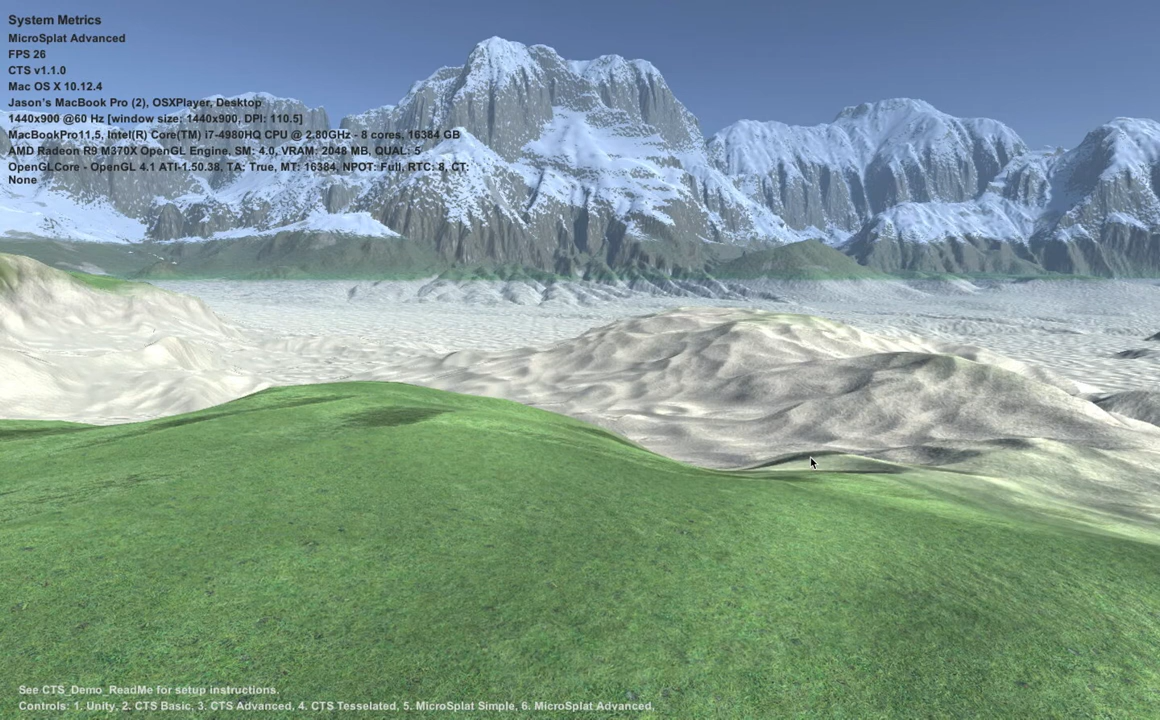 System Metrics
MicroSplat Advanced
FPS 26
CTS v1.1.0
Mac OS X 10.12.4
Jason's MacBook Pro (2), OSXPlayer, Desktop
1440x900 @60 Hz [window size: 1440x900, DPI: 110.5]
MacBookPro11,5, Intel(R) Core(TM) i7-4980HQ CPU @ 2.80GHz - 8 cores, 16384 GB
AMD Radeon R9 M370X OpenGL Engine, SM: 4.0, VRAM: 2048 MB, QUAL: 5
OpenGLCore - OpenGL 4.1 ATI-1.50.38, TA: True, MT: 16384, NPOT: Full, RTC: 8, CT:
None
See CTS_Demo_ReadMe for setup instructions.
Controls: 1. Unity, 2. CTS Basic, 3. CTS Advanced, 4. CTS Tesselated, 5. MicroSplat Simple, 6. MicroSplat Advanced,